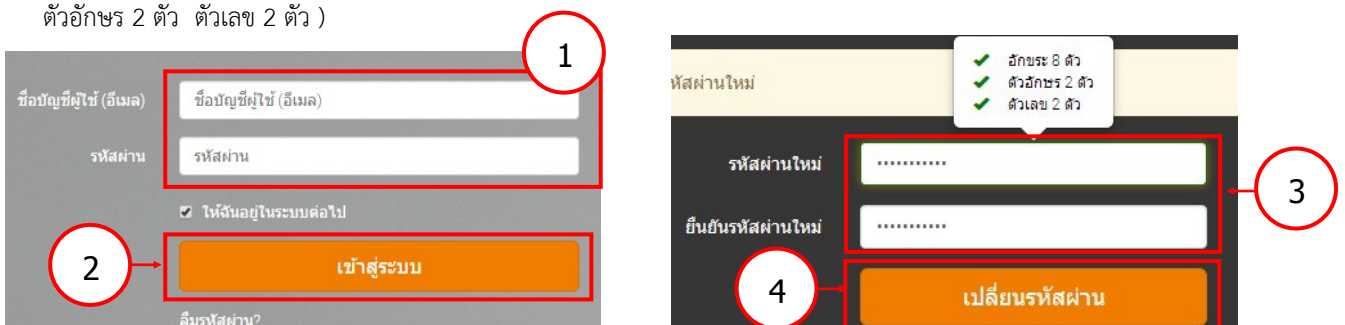 ตัวอักษร 2 ตัว ตัวเลข 2 ตัว )
1
ชื่อบัญชีผู้ใช้ (อีเมล)
ชื่อบัญชีผู้ใช้ (อีเมล)
รหัสผ่าน
รหัสผ่าน
ให้ฉันอยู่ในระบบต่อไป
2
เข้าสู่ระบบ
ลืมรหัสผ่าน?
อักขระ 8 ตัว
ตัวอักษร 2 ตัว
ตัวเลข 2 ตัว
หัสผ่านใหม่
รหัสผ่านใหม่
...........
3
ยืนยันรหัสผ่านใหม่
...........
4
เปลี่ยนรหัสผ่าน